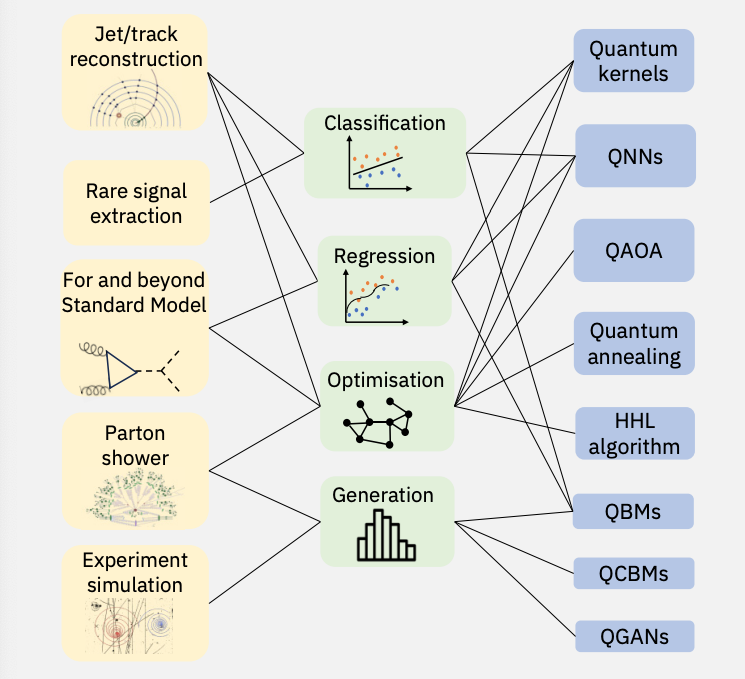 Jet/track
reconstruction
Rare signal
extraction
For and beyond
Standard Model
Parton
shower
Experiment
simulation
Classification
Regression
Optimisation
Generation
Quantum
kernels
QNNs
QAOA
Quantum
annealing
HHL
algorithm
QBMs
QCBMs
QGANs